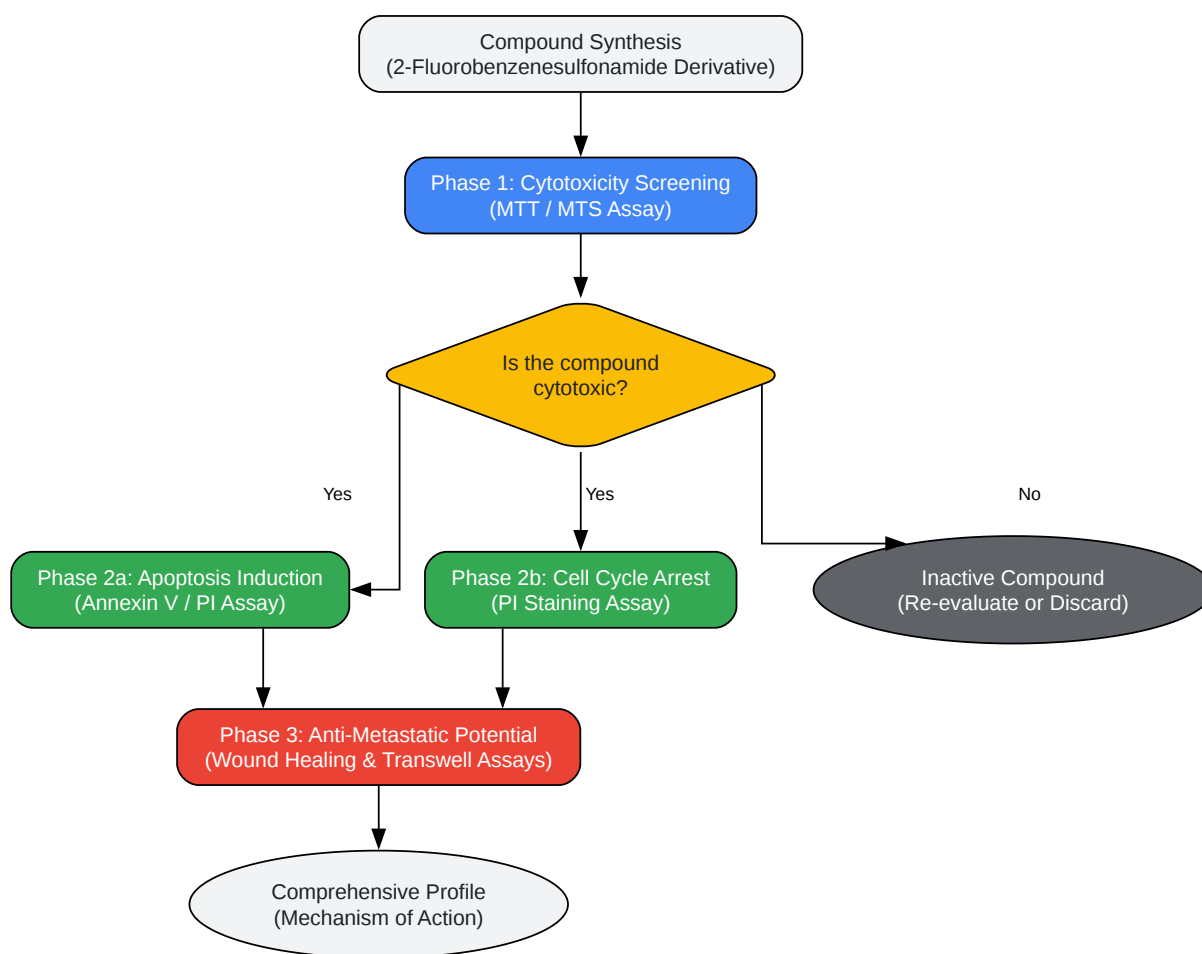 Compound Synthesis
(2-Fluorobenzenesulfonamide Derivative)
Phase 1: Cytotoxicity Screening
(MTT / MTS Assay)
Is the compound
cytotoxic?
Yes
Yes
No
Phase 2a: Apoptosis Induction
(Annexin V / PI Assay)
Phase 2b: Cell Cycle Arrest
(PI Staining Assay)
Inactive Compound
(Re-evaluate or Discard)
Phase 3: Anti-Metastatic Potential
(Wound Healing & Transwell Assays)
Comprehensive Profile
(Mechanism of Action)